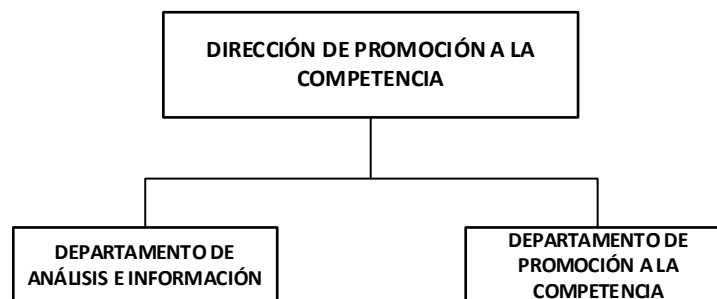 DIRECCIÓN DE PROMOCIÓN A LA
COMPETENCIA
DEPARTAMENTO DE
ANÁLISIS E INFORMACIÓN
DEPARTAMENTO DE
PROMOCIÓN A LA
COMPETENCIA